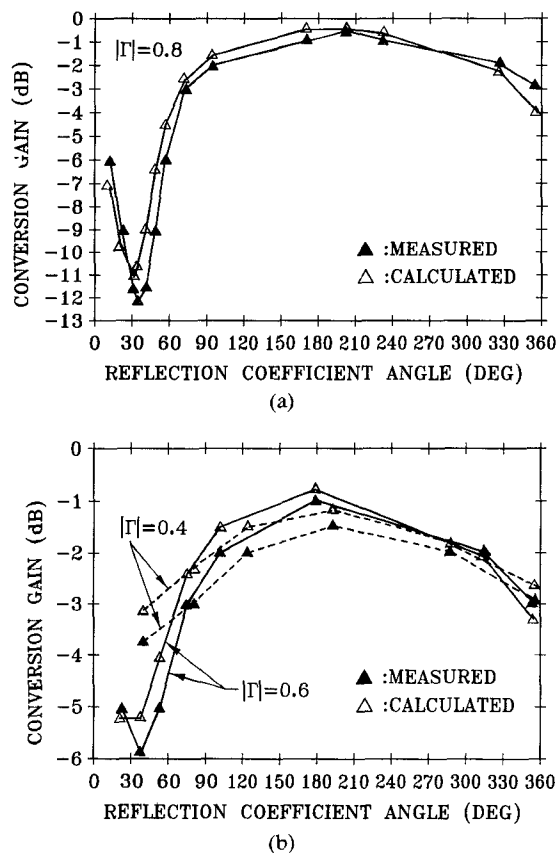 |Γ|=0.8
CONVERSION GAIN (dB)
0
-1
-2
-3
-4
-5
-6
-7
-8
-9
-10
-11
-12
-13
▲ :MEASURED
△ :CALCULATED
0 30 60 90 120 150 180 210 240 270 300 330 360
REFLECTION COEFFICIENT ANGLE (DEG)
(a)
CONVERSION GAIN (dB)
0
-1
-2
-3
-4
-5
-6
|Γ|=0.4
|Γ|=0.6
▲ :MEASURED
△ :CALCULATED
0 30 60 90 120 150 180 210 240 270 300 330 360
REFLECTION COEFFICIENT ANGLE (DEG)
(b)